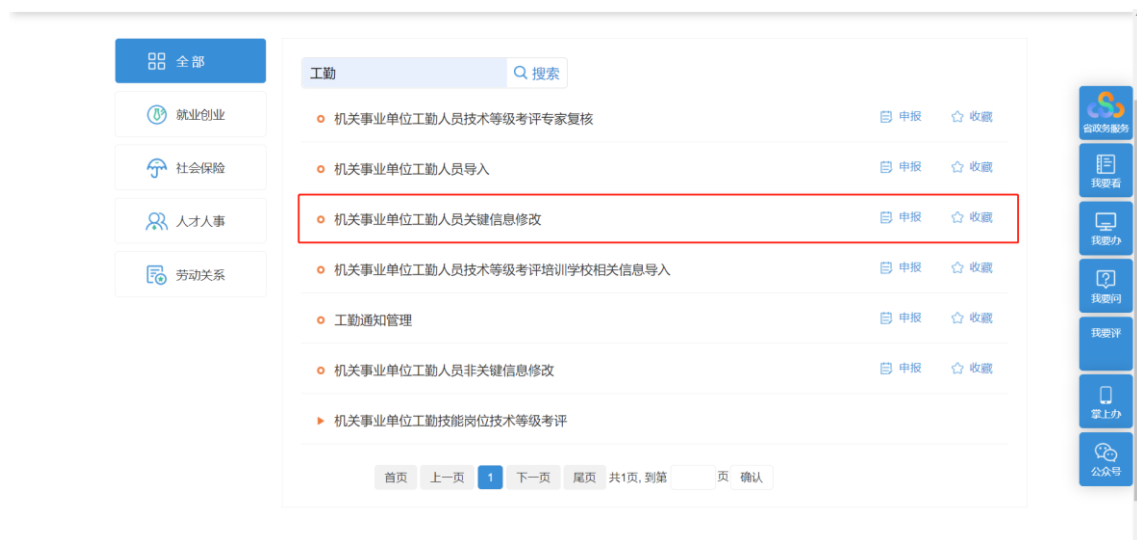 全部
就业创业
社会保险
人才人事
劳动关系
工勤 搜索
机关事业单位工勤人员技术等级考评专家复核 申报 收藏
机关事业单位工勤人员导入 申报 收藏
机关事业单位工勤人员关键信息修改 申报 收藏
机关事业单位工勤人员技术等级考评培训学校相关信息导入 申报 收藏
工勤通知管理 申报 收藏
机关事业单位工勤人员非关键信息修改 申报 收藏
机关事业单位工勤技能岗位技术等级考评
首页 上一页 1 下一页 尾页 共1页, 到第 页 确认
省政务服务
我要看
我要办
我要问
我要评
掌上办
公众号